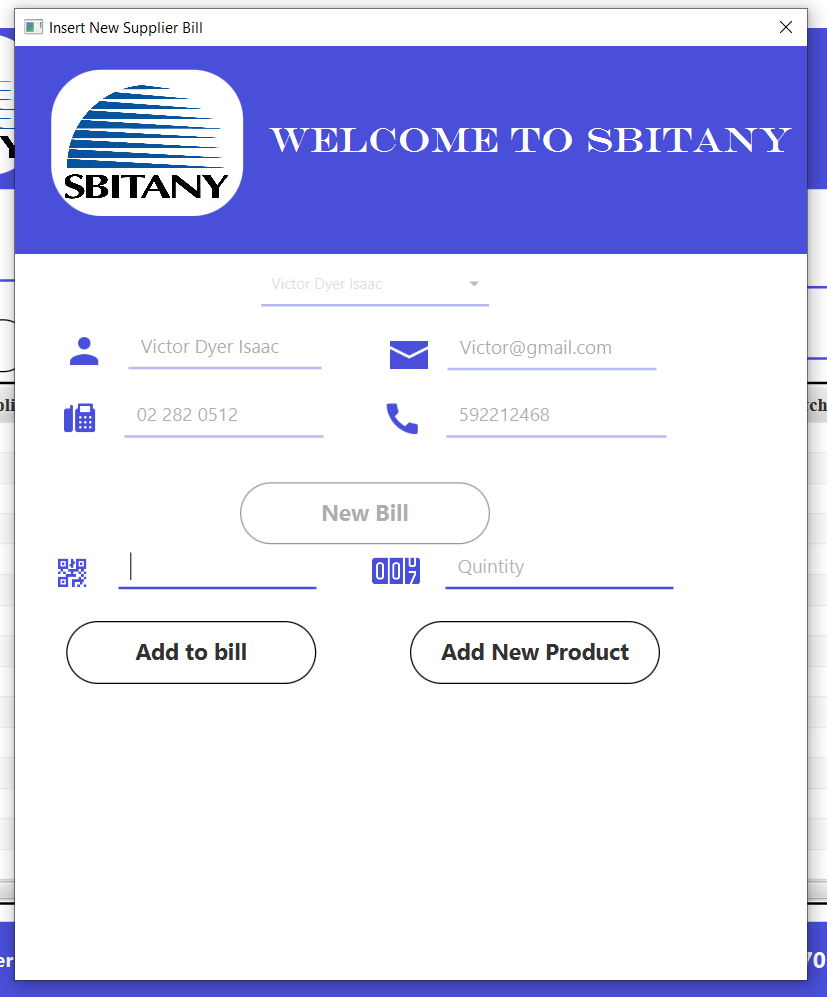 Insert New Supplier Bill
SBITANY
WELCOME TO SBITANY
Victor Dyer Isaac
Victor Dyer Isaac
Victor@gmail.com
02 282 0512
592212468
New Bill
007
Quintity
Add to bill
Add New Product